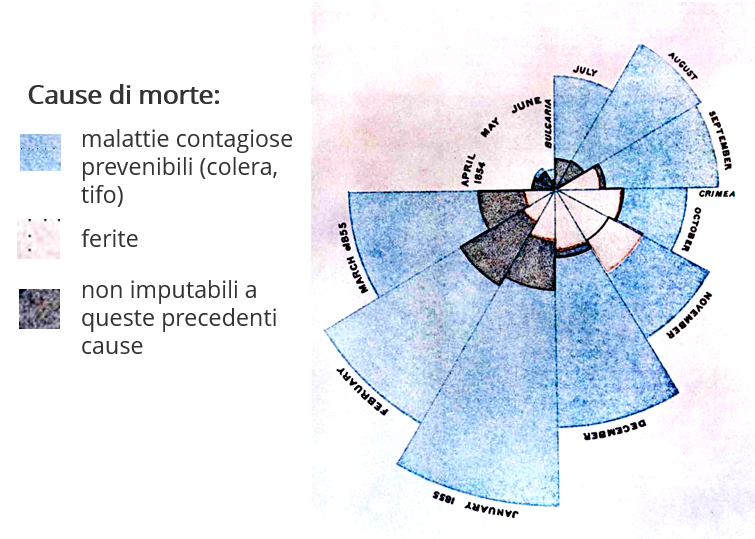 Cause di morte:
malattie contagiose
prevenibili (colera,
tifo)
ferite
non imputabili a
queste precedenti
cause
APRIL
1854
MAY
JUNE
BULGARIA
JULY
AUGUST
SEPTEMBER
CRIMEA
OCTOBER
NOVEMBER
DECEMBER
JANUARY 1855
FEBRUARY
MARCH 1855